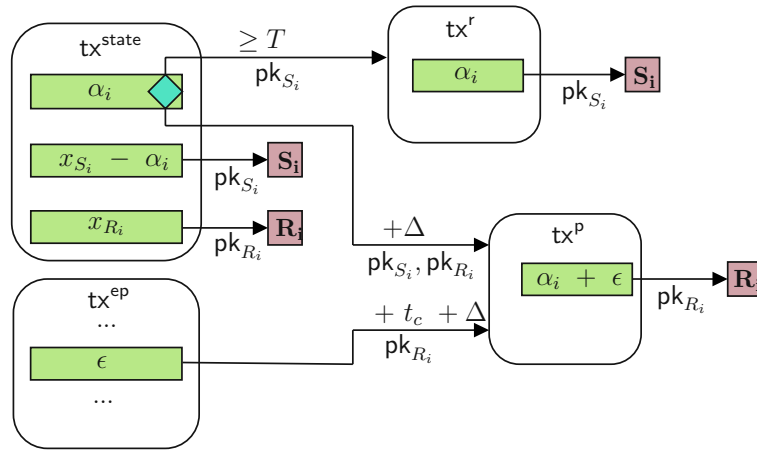 tx^state
α_i
x_{S_i} − α_i
x_{R_i}
≥ T
pk_{S_i}
tx^r
α_i
pk_{S_i}
S_i
pk_{S_i}
S_i
pk_{R_i}
R_i
+Δ
pk_{S_i}, pk_{R_i}
tx^p
α_i + ϵ
pk_{R_i}
R_i
tx^ep
...
ϵ
...
+ t_c + Δ
pk_{R_i}